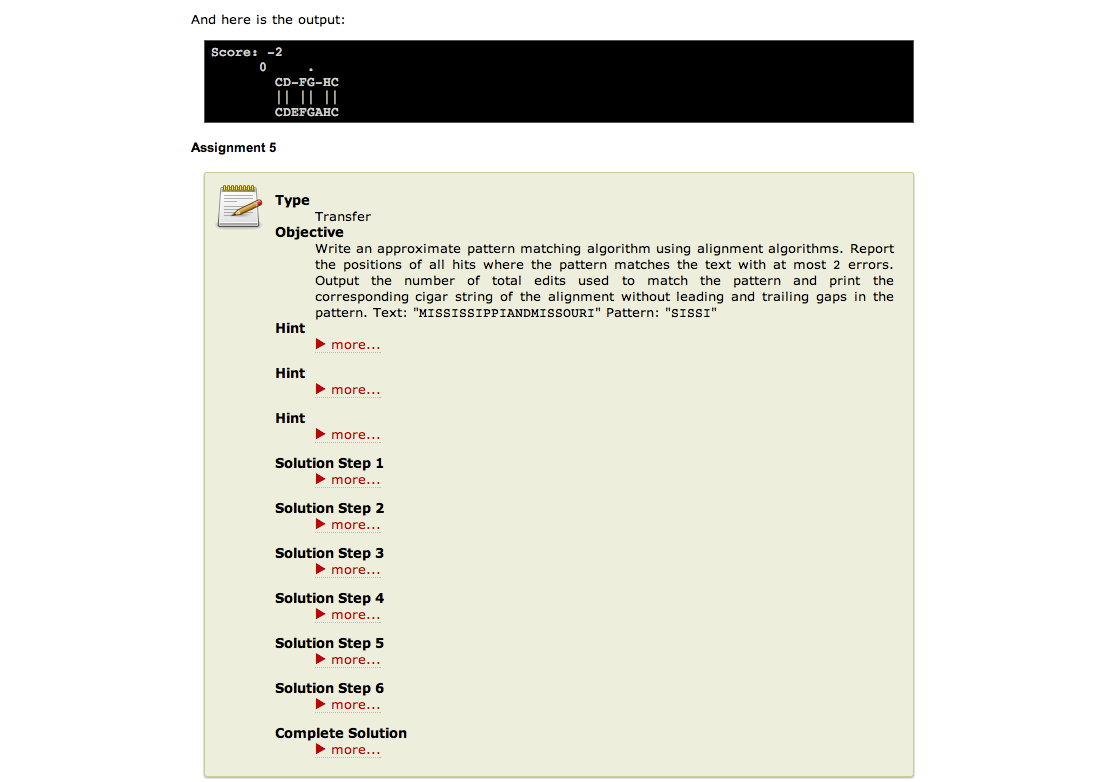 And here is the output:
Score: -2
0 .
CD-FG-HC
|| || ||
CDEFGAHC
Assignment 5
Type
Transfer
Objective
Write an approximate pattern matching algorithm using alignment algorithms. Report
the positions of all hits where the pattern matches the text with at most 2 errors.
Output the number of total edits used to match the pattern and print the
corresponding cigar string of the alignment without leading and trailing gaps in the
pattern. Text: "MISSISSIPPIANDMISSOURI" Pattern: "SISSI"
Hint
more...
Hint
more...
Hint
more...
Solution Step 1
more...
Solution Step 2
more...
Solution Step 3
more...
Solution Step 4
more...
Solution Step 5
more...
Solution Step 6
more...
Complete Solution
more...